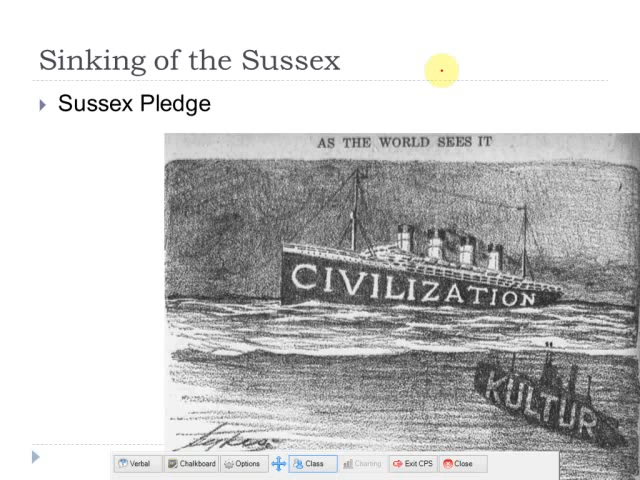 Sinking of the Sussex
Sussex Pledge
AS THE WORLD SEES IT
CIVILIZATION
KULTUR
Verbal Chalkboard Options Class Charting Exit CPS Close